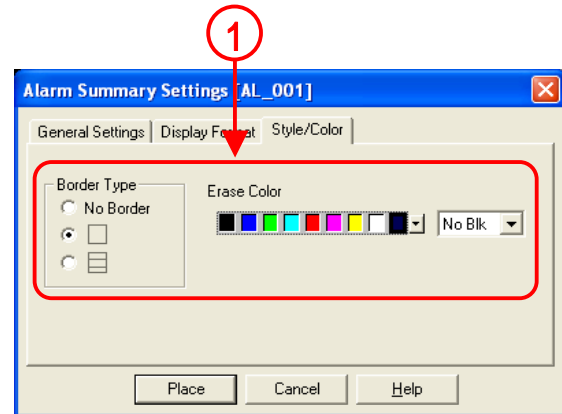 1
Alarm Summary Settings [AL_001]
General Settings Display Format Style/Color
Border Type
No Border
Erase Color
No Blk
Place Cancel Help